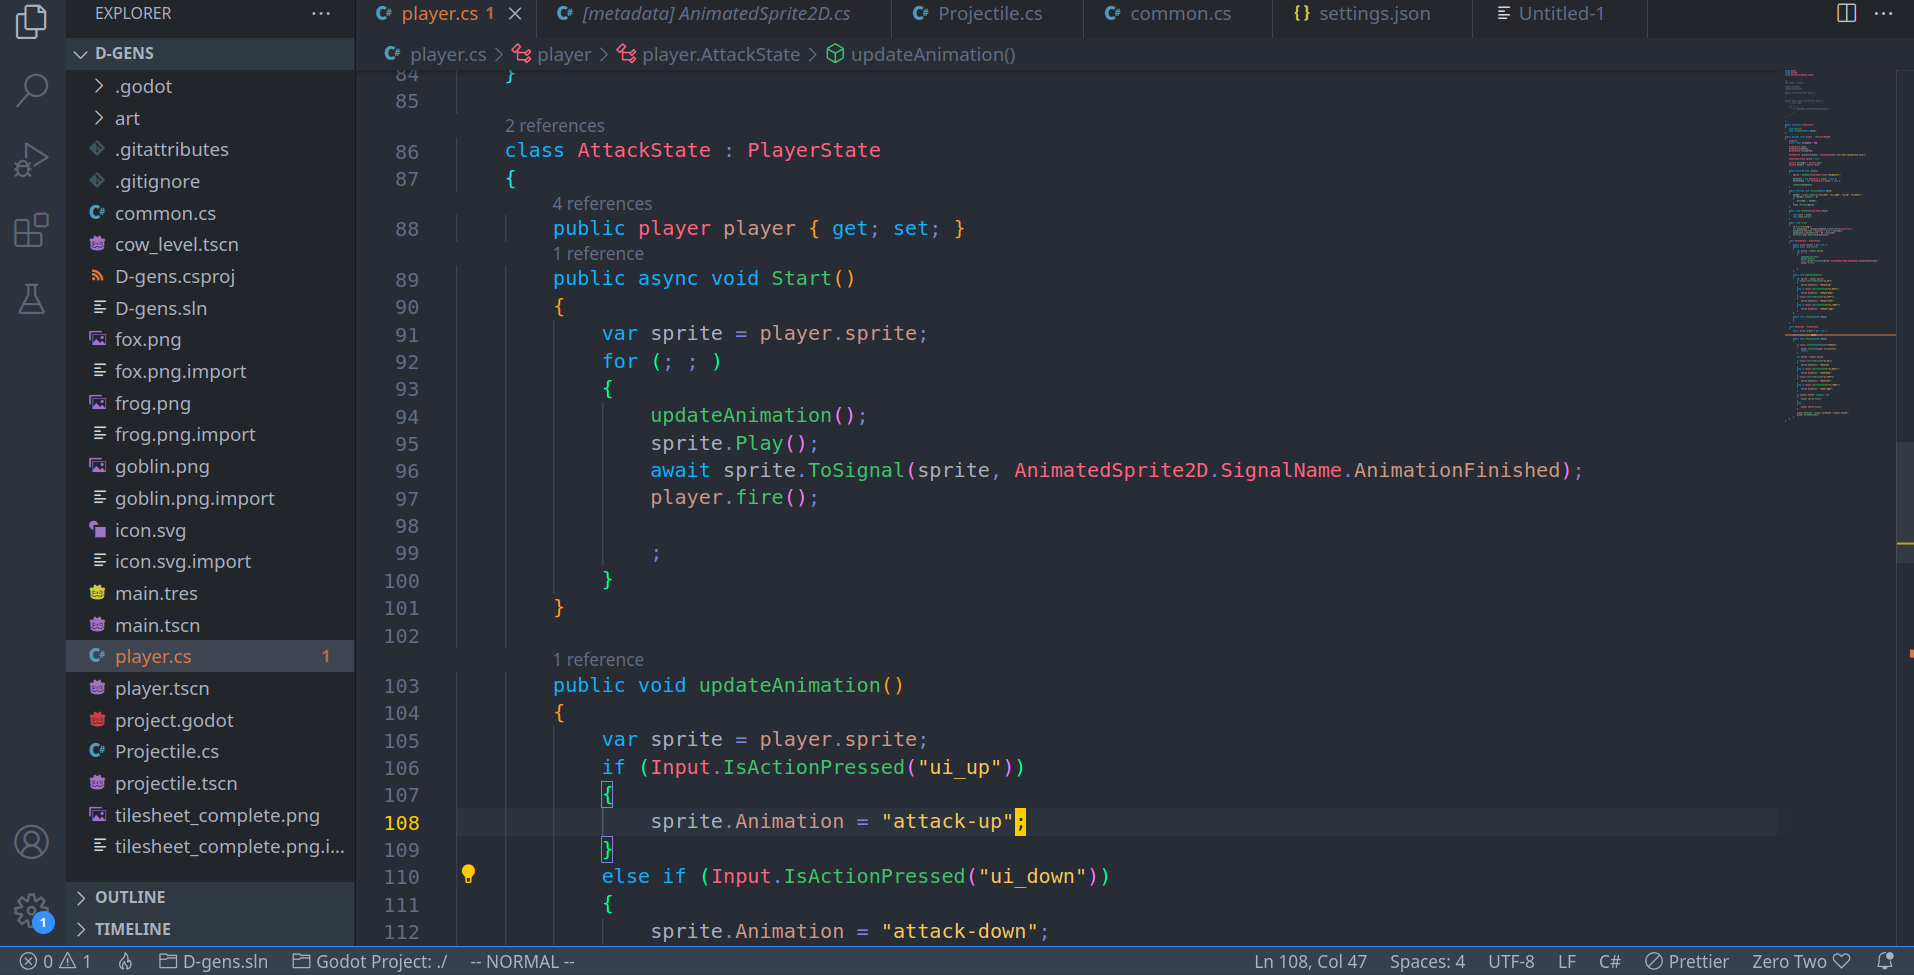 EXPLORER ···
player.cs 1 [metadata] AnimatedSprite2D.cs Projectile.cs common.cs {} settings.json Untitled-1 ···
D-GENS
.godot
art
.gitattributes
.gitignore
common.cs
cow_level.tscn
D-gens.csproj
D-gens.sln
fox.png
fox.png.import
frog.png
frog.png.import
goblin.png
goblin.png.import
icon.svg
icon.svg.import
main.tres
main.tscn
player.cs 1
player.tscn
project.godot
Projectile.cs
projectile.tscn
tilesheet_complete.png
tilesheet_complete.png.i...
OUTLINE
TIMELINE
1
player.cs > player > player.AttackState > updateAnimation()
84 }
85
2 references
86 class AttackState : PlayerState
87 {
4 references
88 public player player { get; set; }
1 reference
89 public async void Start()
90 {
91 var sprite = player.sprite;
92 for (; ; )
93 {
94 updateAnimation();
95 sprite.Play();
96 await sprite.ToSignal(sprite, AnimatedSprite2D.SignalName.AnimationFinished);
97 player.fire();
98
99 ;
100 }
101 }
102
1 reference
103 public void updateAnimation()
104 {
105 var sprite = player.sprite;
106 if (Input.IsActionPressed("ui_up"))
107 {
108 sprite.Animation = "attack-up";
109 }
110 else if (Input.IsActionPressed("ui_down"))
111 {
112 sprite.Animation = "attack-down";
0 1 D-gens.sln Godot Project: ./ -- NORMAL -- Ln 108, Col 47 Spaces: 4 UTF-8 LF C# Prettier Zero Two